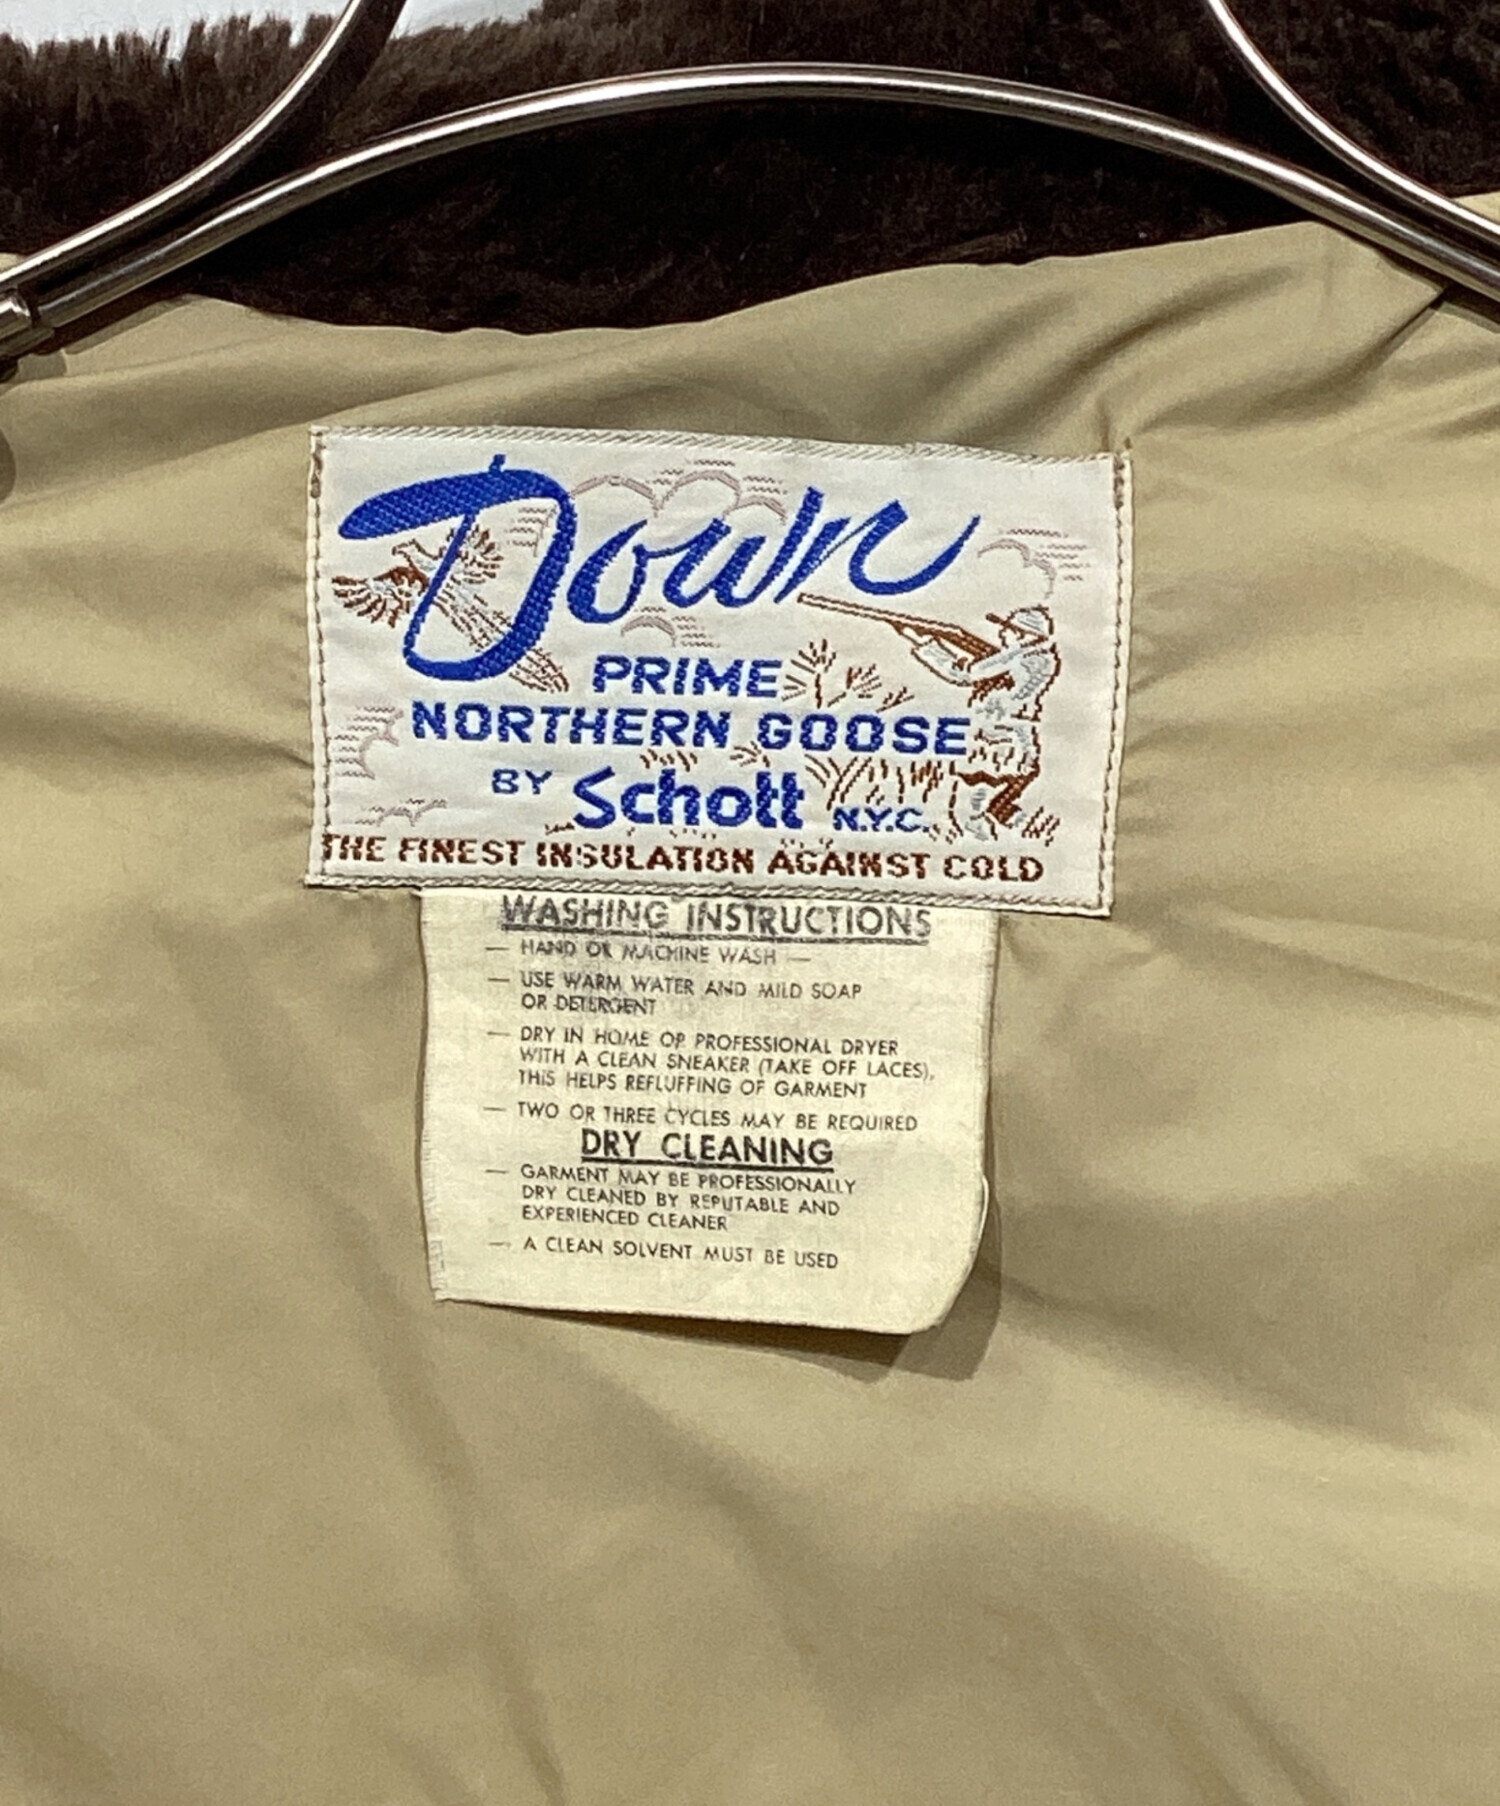 Down
PRIME
NORTHERN GOOSE
BY Schott N.Y.C.
THE FINEST INSULATION AGAINST COLD
WASHING INSTRUCTIONS
— HAND OR MACHINE WASH —
— USE WARM WATER AND MILD SOAP
OR DETERGENT
— DRY IN HOME OR PROFESSIONAL DRYER
WITH A CLEAN SNEAKER (TAKE OFF LACES),
THIS HELPS REFLUFFING OF GARMENT
— TWO OR THREE CYCLES MAY BE REQUIRED
DRY CLEANING
— GARMENT MAY BE PROFESSIONALLY
DRY CLEANED BY REPUTABLE AND
EXPERIENCED CLEANER
— A CLEAN SOLVENT MUST BE USED